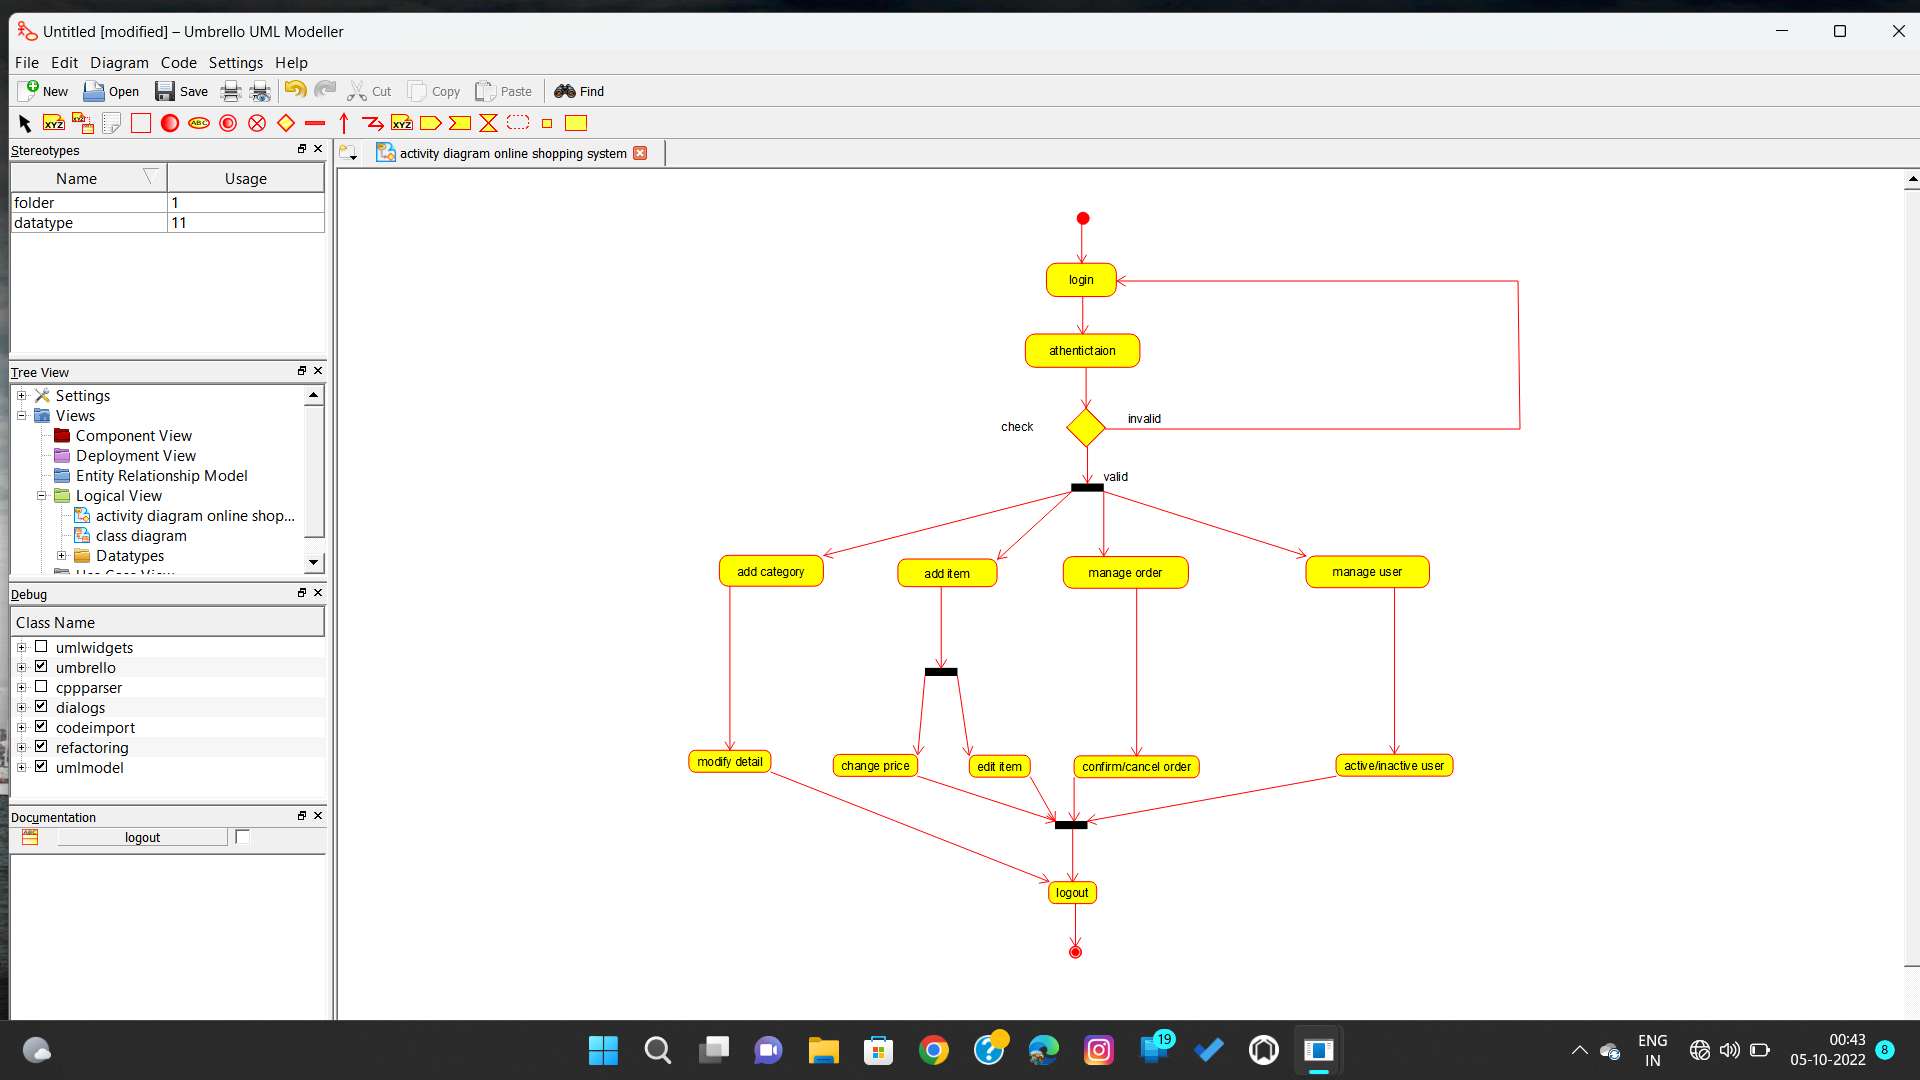 Untitled [modified] – Umbrello UML Modeller
File Edit Diagram Code Settings Help
New Open Save Cut Copy Paste Find
XYZ XYZ ABC XYZ
Stereotypes
activity diagram online shopping system
Name Usage
folder 1
datatype 11
Tree View
Settings
Views
Component View
Deployment View
Entity Relationship Model
Logical View
activity diagram online shop...
class diagram
Datatypes
Debug
Class Name
umlwidgets
umbrello
cppparser
dialogs
codeimport
refactoring
umlmodel
Documentation
logout
login
athentictaion
check
invalid
valid
add category
add item
manage order
manage user
modify detail
change price
edit item
confirm/cancel order
active/inactive user
logout
19
ENG
IN
00:43
05-10-2022
8